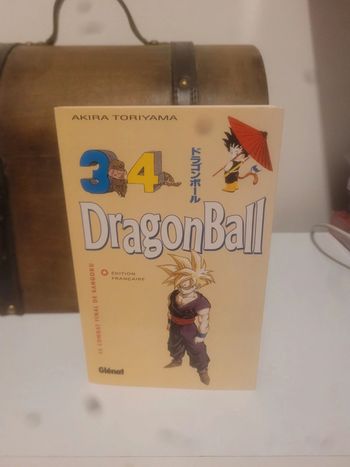 AKIRA TORIYAMA
34
ドラゴンボール
DragonBall
ÉDITION
FRANÇAISE
LE COMBAT FINAL DE SANGOKU
Glénat